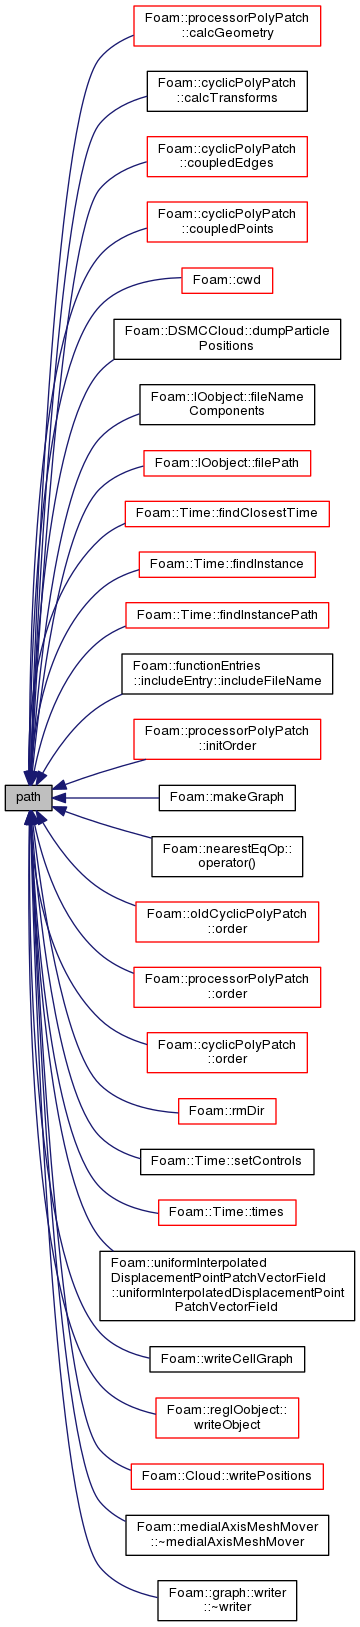 Foam::processorPolyPatch
::calcGeometry
Foam::cyclicPolyPatch
::calcTransforms
Foam::cyclicPolyPatch
::coupledEdges
Foam::cyclicPolyPatch
::coupledPoints
Foam::cwd
Foam::DSMCCloud::dumpParticle
Positions
Foam::IOobject::fileName
Components
Foam::IOobject::filePath
Foam::Time::findClosestTime
Foam::Time::findInstance
Foam::Time::findInstancePath
Foam::functionEntries
::includeEntry::includeFileName
Foam::processorPolyPatch
::initOrder
path
Foam::makeGraph
Foam::nearestEqOp::
operator()
Foam::oldCyclicPolyPatch
::order
Foam::processorPolyPatch
::order
Foam::cyclicPolyPatch
::order
Foam::rmDir
Foam::Time::setControls
Foam::Time::times
Foam::uniformInterpolated
DisplacementPointPatchVectorField
::uniformInterpolatedDisplacementPoint
PatchVectorField
Foam::writeCellGraph
Foam::regIOobject::
writeObject
Foam::Cloud::writePositions
Foam::medialAxisMeshMover
::~medialAxisMeshMover
Foam::graph::writer
::~writer